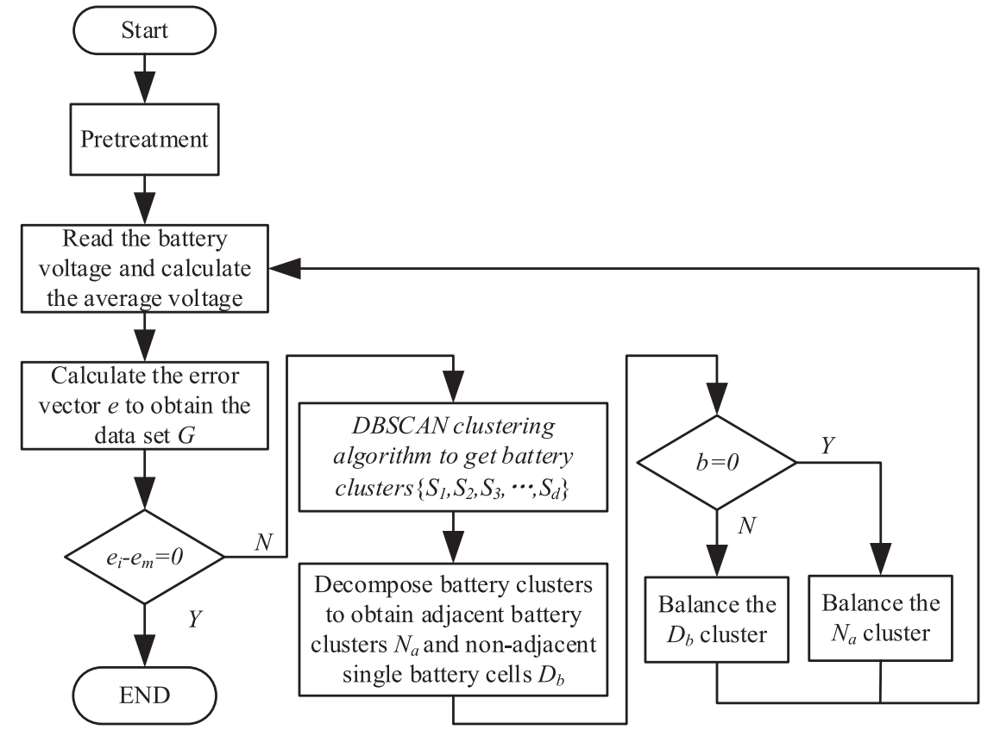 Start
Pretreatment
Read the battery
voltage and calculate
the average voltage
Calculate the error
vector e to obtain the
data set G
eᵢ-eₘ=0
N
Y
END
DBSCAN clustering
algorithm to get battery
clusters{S₁,S₂,S₃,⋯,S_d}
Decompose battery clusters
to obtain adjacent battery
clusters Nₐ and non-adjacent
single battery cells D_b
b=0
Y
N
Balance the
D_b cluster
Balance the
Nₐ cluster